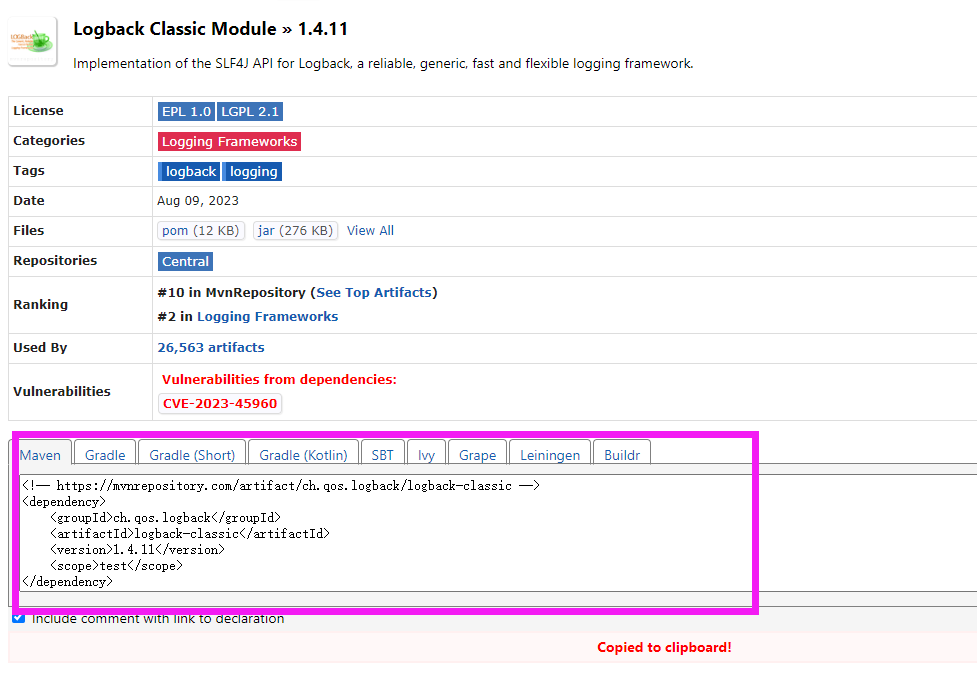 Logback Classic Module » 1.4.11
Implementation of the SLF4J API for Logback, a reliable, generic, fast and flexible logging framework.
License EPL 1.0 LGPL 2.1
Categories Logging Frameworks
Tags logback logging
Date Aug 09, 2023
Files pom (12 KB) jar (276 KB) View All
Repositories Central
Ranking #10 in MvnRepository (See Top Artifacts)
#2 in Logging Frameworks
Used By 26,563 artifacts
Vulnerabilities Vulnerabilities from dependencies:
CVE-2023-45960
Maven Gradle Gradle (Short) Gradle (Kotlin) SBT Ivy Grape Leiningen Buildr
<!-- https://mvnrepository.com/artifact/ch.qos.logback/logback-classic -->
<dependency>
    <groupId>ch.qos.logback</groupId>
    <artifactId>logback-classic</artifactId>
    <version>1.4.11</version>
    <scope>test</scope>
</dependency>
Include comment with link to declaration
Copied to clipboard!